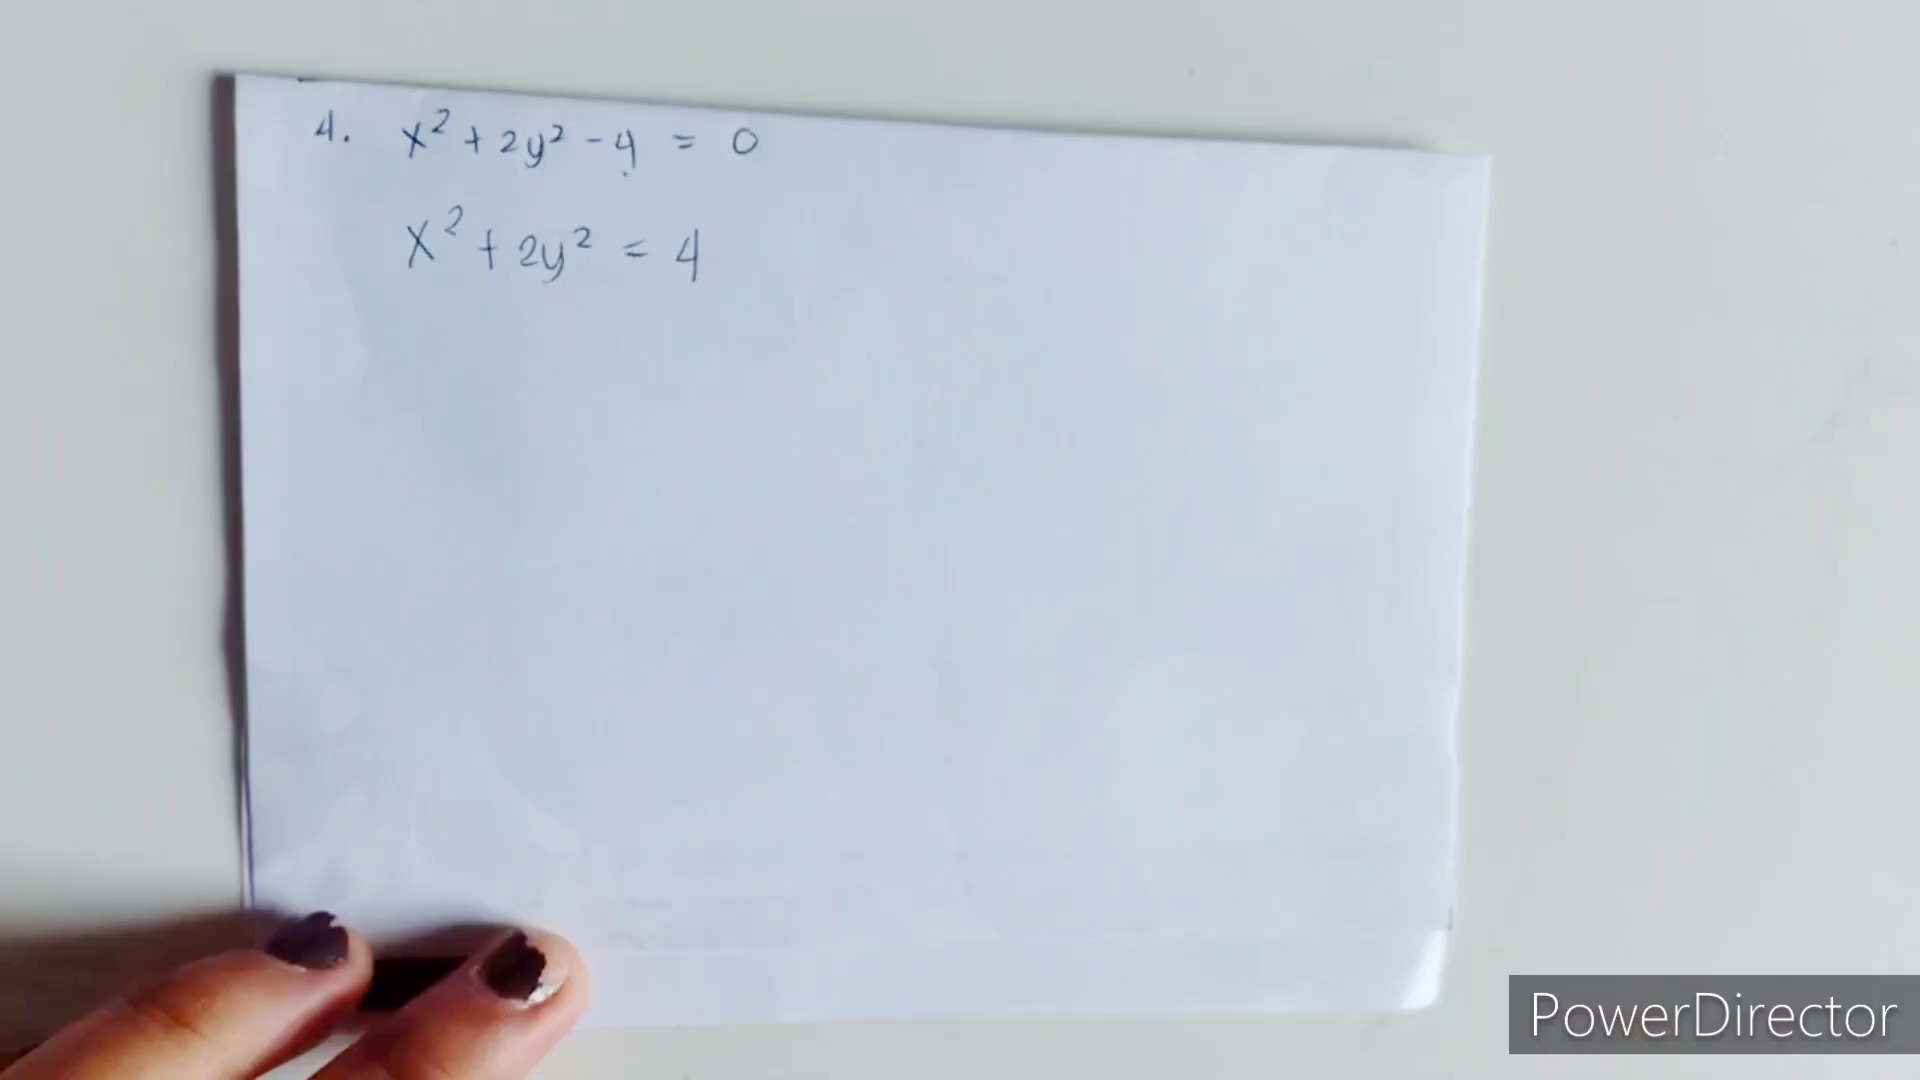 4. x² + 2y² - 4 = 0
x² + 2y² = 4
PowerDirector